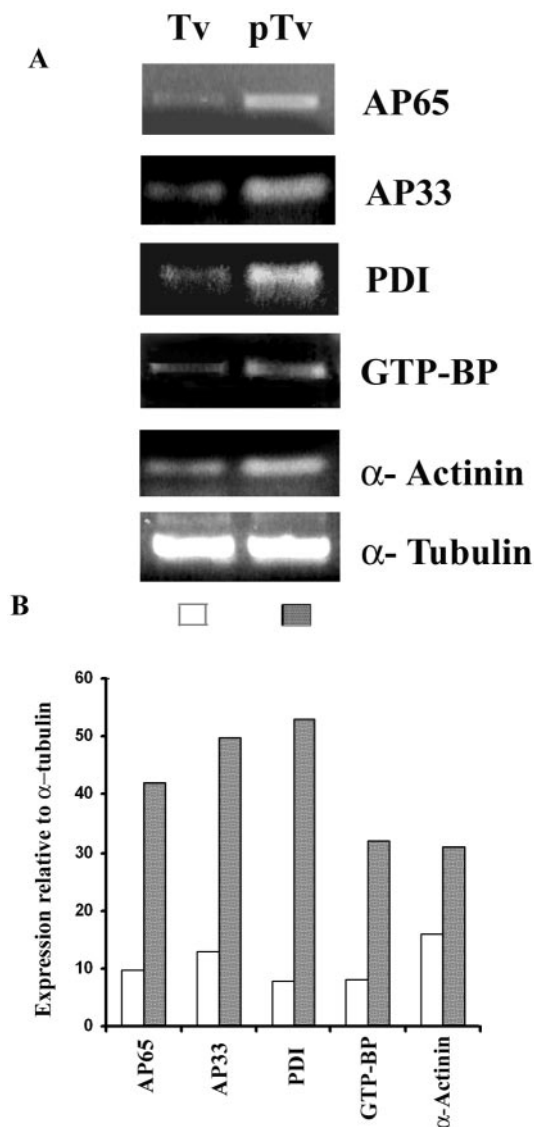 Tv pTv
A
AP65
AP33
PDI
GTP-BP
α- Actinin
α- Tubulin
B
60
50
40
30
20
10
0
Expression relative to α–tubulin
AP65
AP33
PDI
GTP-BP
α-Actinin